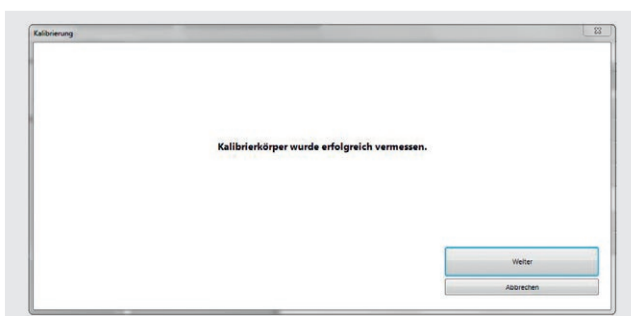 Kalibrierung
Kalibrierkörper wurde erfolgreich vermessen.
Weiter
Abbrechen